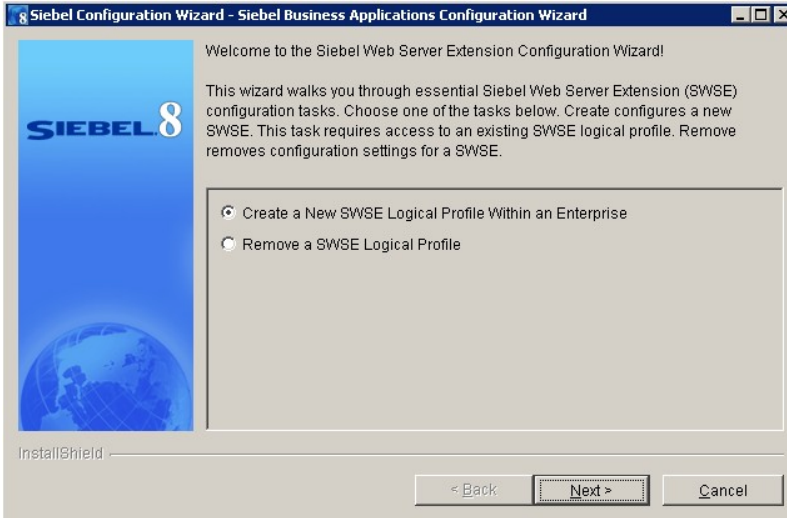 Siebel Configuration Wizard - Siebel Business Applications Configuration Wizard
SIEBEL.8
Welcome to the Siebel Web Server Extension Configuration Wizard!
This wizard walks you through essential Siebel Web Server Extension (SWSE)
configuration tasks. Choose one of the tasks below. Create configures a new
SWSE. This task requires access to an existing SWSE logical profile. Remove
removes configuration settings for a SWSE.
Create a New SWSE Logical Profile Within an Enterprise
Remove a SWSE Logical Profile
InstallShield
< Back
Next >
Cancel